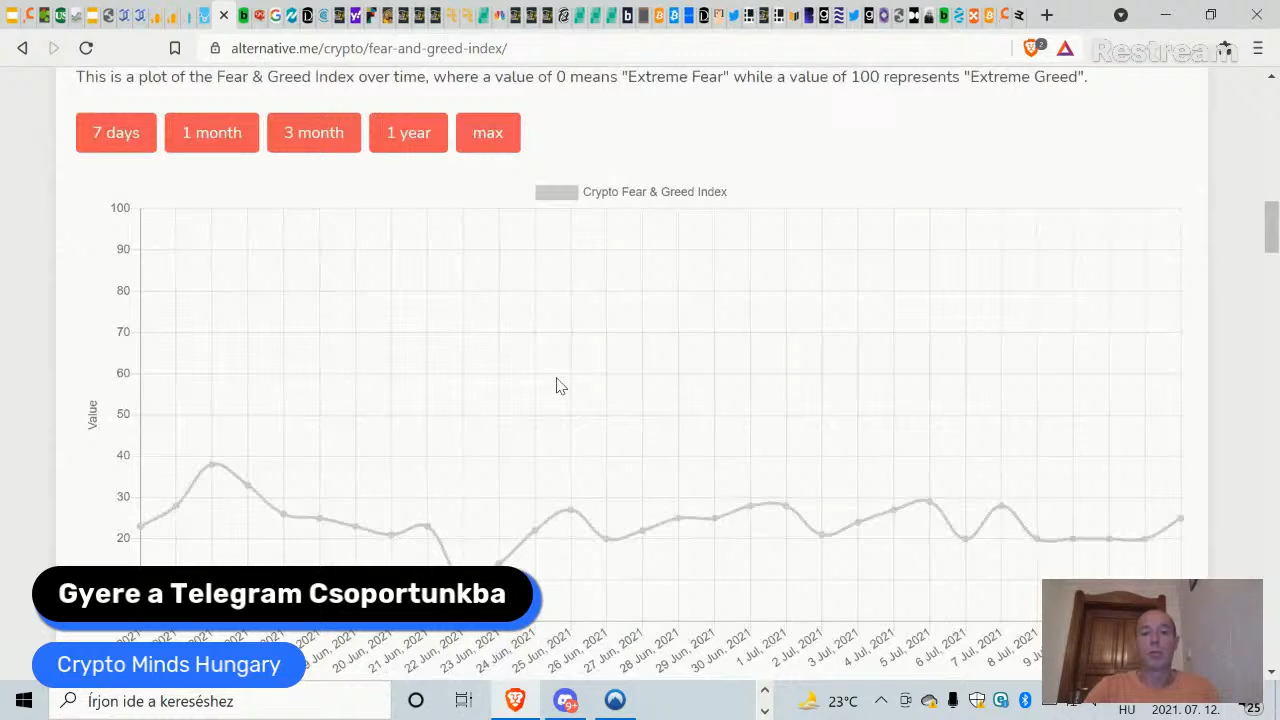 alternative.me/crypto/fear-and-greed-index/
2
Restream
This is a plot of the Fear & Greed Index over time, where a value of 0 means "Extreme Fear" while a value of 100 represents "Extreme Greed".
7 days
1 month
3 month
1 year
max
Crypto Fear & Greed Index
100
90
80
70
60
50
40
30
20
Value
20 Jun, 2021
21 Jun, 2021
22 Jun, 2021
23 Jun, 2021
24 Jun, 2021
25 Jun, 2021
26 Jun, 2021
27 Jun, 2021
28 Jun, 2021
29 Jun, 2021
30 Jun, 2021
1 Jul, 2021
3 Jul, 2021
4 Jul, 2021
5 Jul, 2021
6 Jul, 2021
7 Jul, 2021
8 Jul, 2021
Gyere a Telegram Csoportunkba
Crypto Minds Hungary
Írjon ide a kereséshez
9+
23°C
HU
2021. 07. 12.
25